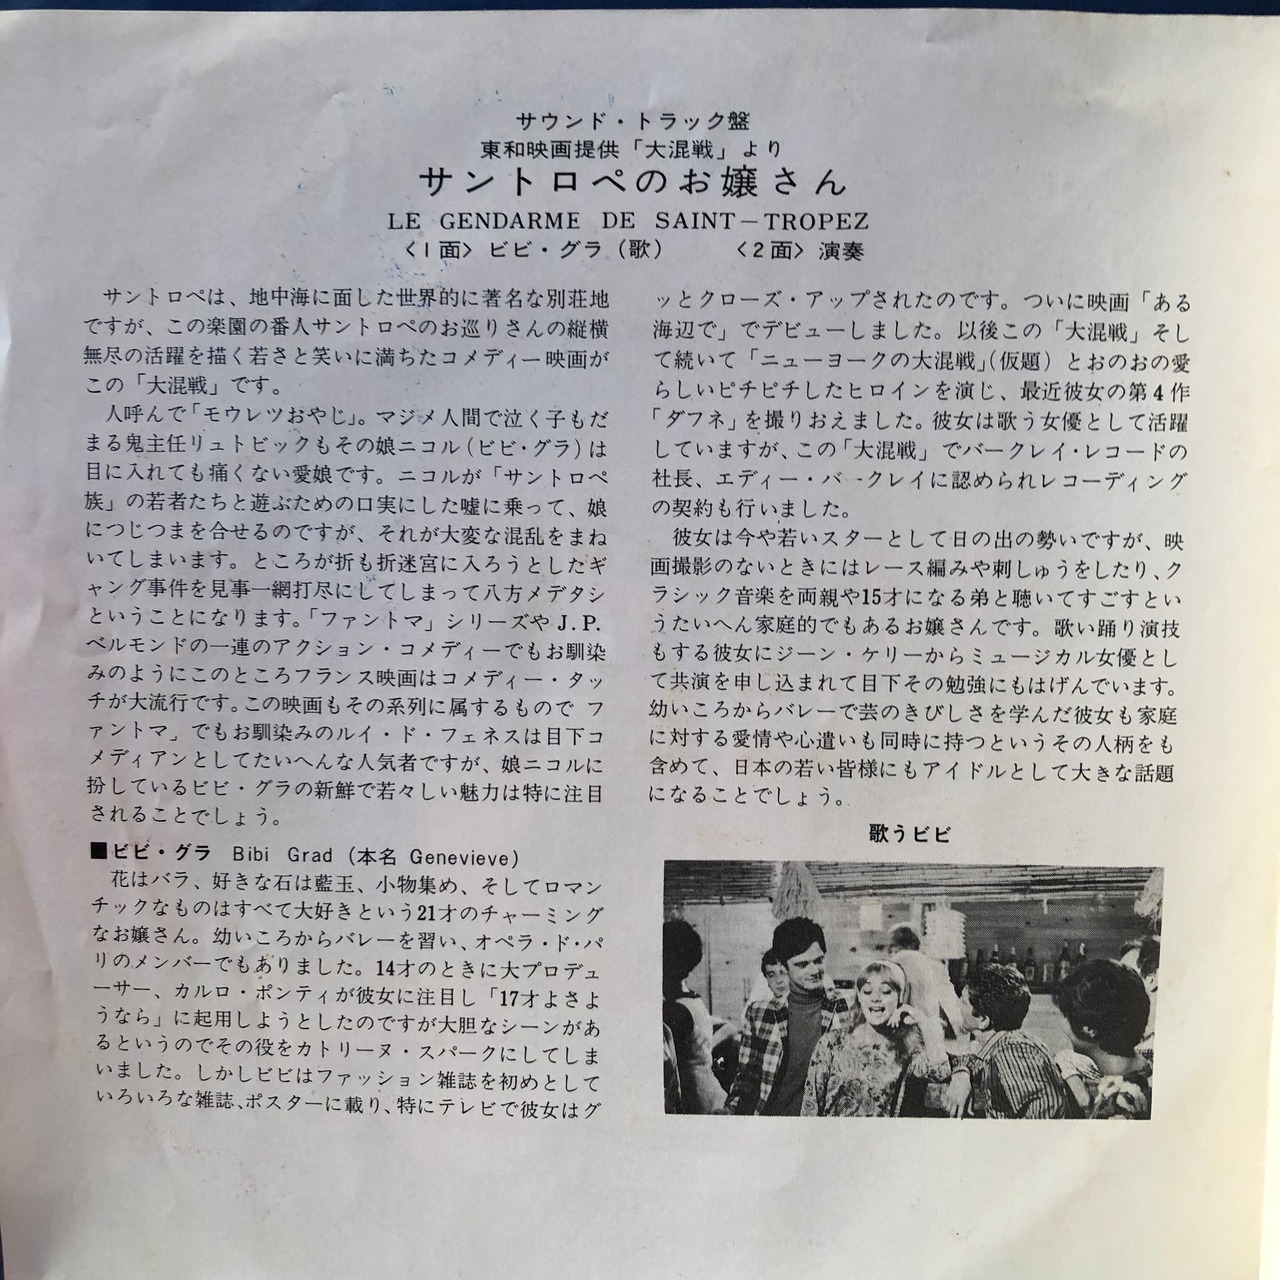 サウンド・トラック盤
東和映画提供「大混戦」より
サントロペのお嬢さん
LE GENDARME DE SAINT-TROPEZ
〈1面〉ビビ・グラ(歌)　〈2面〉演奏
サントロペは、地中海に面した世界的に著名な別荘地
ですが、この楽園の番人サントロペのお巡りさんの縦横
無尽の活躍を描く若さと笑いに満ちたコメディー映画が
この「大混戦」です。
人呼んで「モウレツおやじ」。マジメ人間で泣く子もだ
まる鬼主任リュトビックもその娘ニコル(ビビ・グラ)は
目に入れても痛くない愛娘です。ニコルが「サントロペ
族」の若者たちと遊ぶための口実にした嘘に乗って、娘
につじつまを合せるのですが、それが大変な混乱をまね
いてしまいます。ところが折も折迷宮に入ろうとしたギ
ャング事件を見事一網打尽にしてしまって八方メデタシ
ということになります。「ファントマ」シリーズやJ.P.
ベルモンドの一連のアクション・コメディーでもお馴染
みのようにこのところフランス映画はコメディー・タッ
チが大流行です。この映画もその系列に属するもので フ
ァントマ」でもお馴染みのルイ・ド・フェネスは目下コ
メディアンとしてたいへんな人気者ですが、娘ニコルに
扮しているビビ・グラの新鮮で若々しい魅力は特に注目
されることでしょう。
■ビビ・グラ Bibi Grad (本名 Genevieve)
花はバラ、好きな石は藍玉、小物集め、そしてロマン
チックなものはすべて大好きという21才のチャーミング
なお嬢さん。幼いころからバレーを習い、オペラ・ド・パ
リのメンバーでもありました。14才のときに大プロデュ
ーサー、カルロ・ポンティが彼女に注目し「17才よさよ
うなら」に起用しようとしたのですが大胆なシーンがあ
るというのでその役をカトリーヌ・スパークにしてしま
いました。しかしビビはファッション雑誌を初めとして
いろいろな雑誌、ポスターに載り、特にテレビで彼女はグ
ッとクローズ・アップされたのです。ついに映画「ある
海辺で」でデビューしました。以後この「大混戦」そし
て続いて「ニューヨークの大混戦」(仮題) とおのおの愛
らしいピチピチしたヒロインを演じ、最近彼女の第4作
「ダフネ」を撮りおえました。彼女は歌う女優として活躍
していますが、この「大混戦」でバークレイ・レコードの
社長、エディー・バークレイに認められレコーディング
の契約も行いました。
彼女は今や若いスターとして日の出の勢いですが、映
画撮影のないときにはレース編みや刺しゅうをしたり、ク
ラシック音楽を両親や15才になる弟と聴いてすごすとい
うたいへん家庭的でもあるお嬢さんです。歌い踊り演技
もする彼女にジーン・ケリーからミュージカル女優とし
て共演を申し込まれて目下その勉強にもはげんでいます。
幼いころからバレーで芸のきびしさを学んだ彼女も家庭
に対する愛情や心遣いも同時に持つというその人柄をも
含めて、日本の若い皆様にもアイドルとして大きな話題
になることでしょう。
歌うビビ